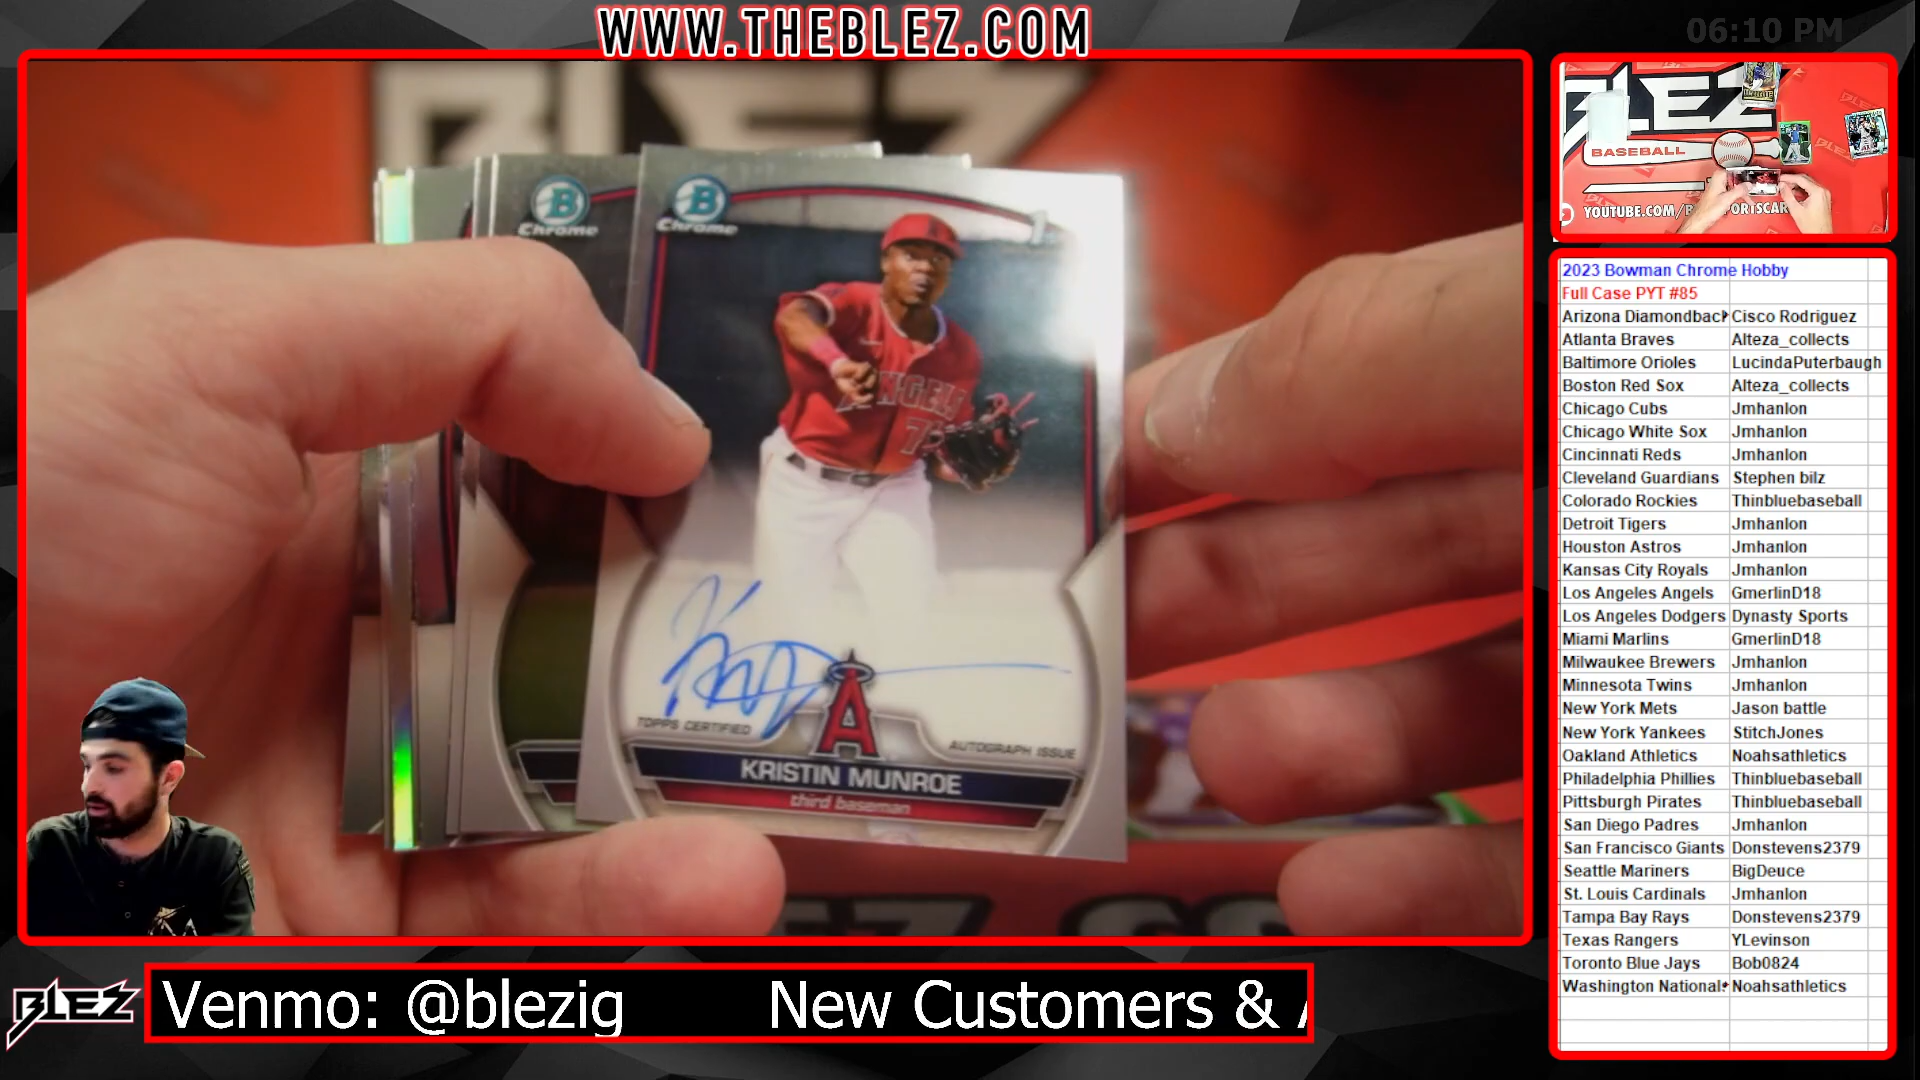 WWW.THEBLEZ.COM
06:10 PM
BLEZ
B
Chrome
B
Chrome
1
ANGELS
TOPPS CERTIFIED
AUTOGRAPH ISSUE
A
KRISTIN MUNROE
third baseman
BLEZ
BASEBALL
2023 Bowman Chrome Hobby
Full Case PYT #85
Arizona Diamondback Cisco Rodriguez
Atlanta Braves Alteza_collects
Baltimore Orioles LucindaPuterbaugh
Boston Red Sox Alteza_collects
Chicago Cubs Jmhanlon
Chicago White Sox Jmhanlon
Cincinnati Reds Jmhanlon
Cleveland Guardians Stephen bilz
Colorado Rockies Thinbluebaseball
Detroit Tigers Jmhanlon
Houston Astros Jmhanlon
Kansas City Royals Jmhanlon
Los Angeles Angels GmerlinD18
Los Angeles Dodgers Dynasty Sports
Miami Marlins GmerlinD18
Milwaukee Brewers Jmhanlon
Minnesota Twins Jmhanlon
New York Mets Jason battle
New York Yankees StitchJones
Oakland Athletics Noahsathletics
Philadelphia Phillies Thinbluebaseball
Pittsburgh Pirates Thinbluebaseball
San Diego Padres Jmhanlon
San Francisco Giants Donstevens2379
Seattle Mariners BigDeuce
St. Louis Cardinals Jmhanlon
Tampa Bay Rays Donstevens2379
Texas Rangers YLevinson
Toronto Blue Jays Bob0824
Washington Nationals Noahsathletics
BLEZ
Venmo: @blezig New Customers &